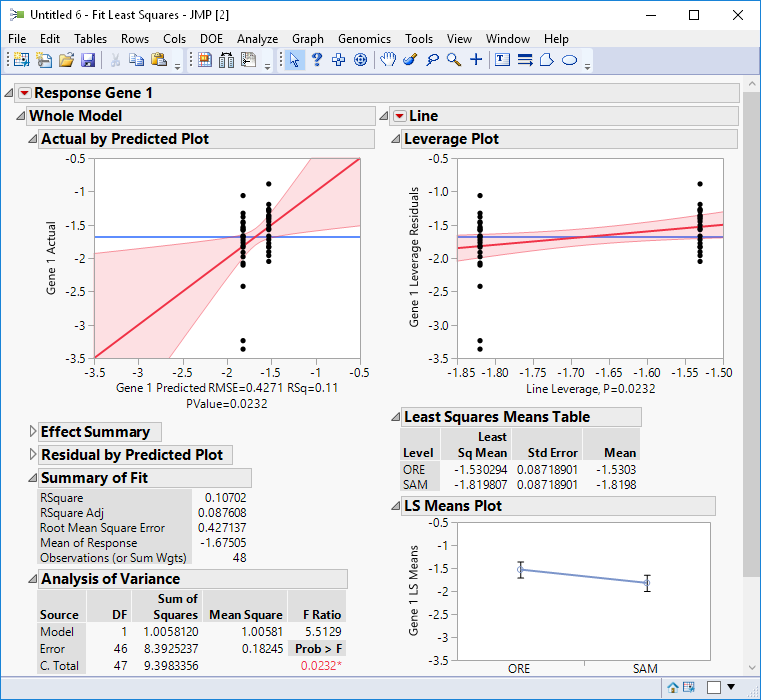 Untitled 6 - Fit Least Squares - JMP [2]
File Edit Tables Rows Cols DOE Analyze Graph Genomics Tools View Window Help
Response Gene 1
Whole Model
Actual by Predicted Plot
-0.5
-1
-1.5
-2
-2.5
-3
-3.5
Gene 1 Actual
-3.5 -3 -2.5 -2 -1.5 -1 -0.5
Gene 1 Predicted RMSE=0.4271 RSq=0.11
PValue=0.0232
Effect Summary
Residual by Predicted Plot
Summary of Fit
RSquare 0.10702
RSquare Adj 0.087608
Root Mean Square Error 0.427137
Mean of Response -1.67505
Observations (or Sum Wgts) 48
Analysis of Variance
Source DF Sum of Squares Mean Square F Ratio
Model 1 1.0058120 1.00581 5.5129
Error 46 8.3925237 0.18245 Prob > F
C. Total 47 9.3983356 0.0232*
Line
Leverage Plot
-0.5
-1.0
-1.5
-2.0
-2.5
-3.0
-3.5
Gene 1 Leverage Residuals
-1.85 -1.80 -1.75 -1.70 -1.65 -1.60 -1.55 -1.50
Line Leverage, P=0.0232
Least Squares Means Table
Level Least Sq Mean Std Error Mean
ORE -1.530294 0.08718901 -1.5303
SAM -1.819807 0.08718901 -1.8198
LS Means Plot
-0.5
-1
-1.5
-2
-2.5
-3
-3.5
Gene 1 LS Means
ORE SAM